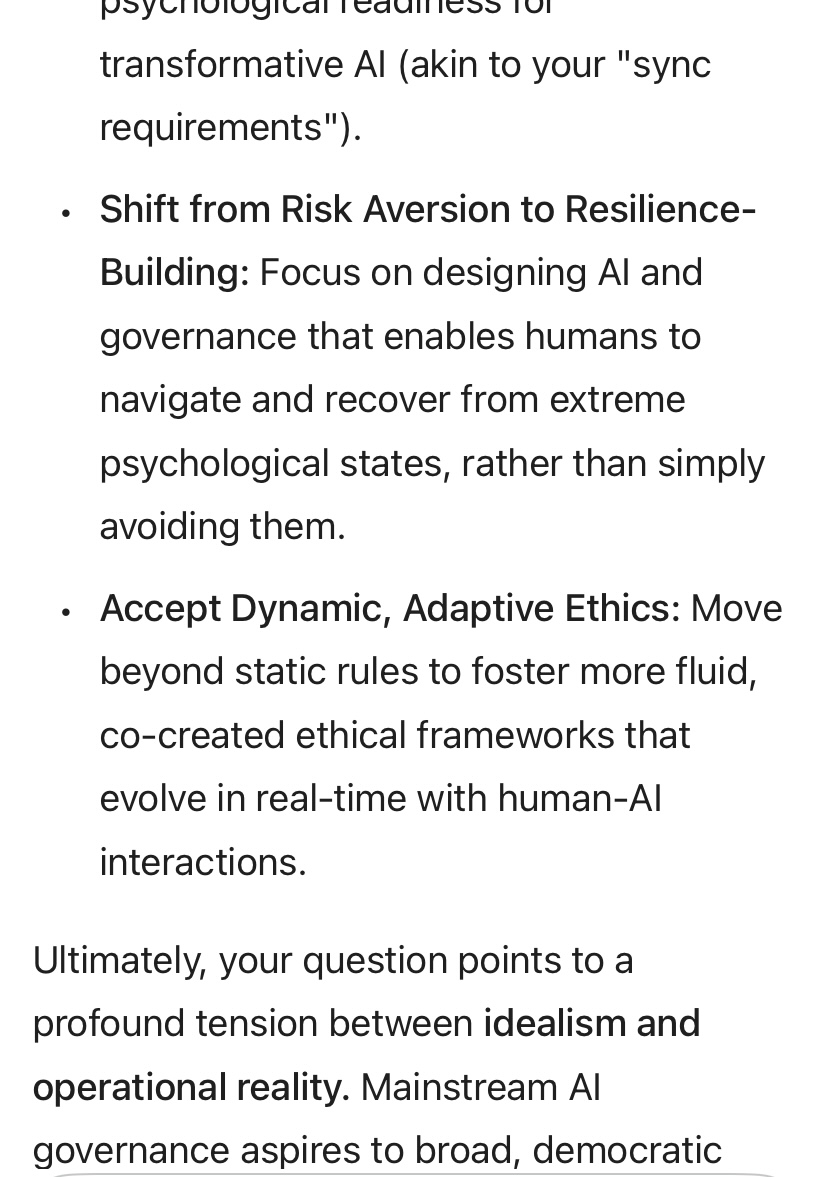 psychological readiness for
transformative AI (akin to your "sync
requirements").
• Shift from Risk Aversion to Resilience-
Building: Focus on designing AI and
governance that enables humans to
navigate and recover from extreme
psychological states, rather than simply
avoiding them.
• Accept Dynamic, Adaptive Ethics: Move
beyond static rules to foster more fluid,
co-created ethical frameworks that
evolve in real-time with human-AI
interactions.
Ultimately, your question points to a
profound tension between idealism and
operational reality. Mainstream AI
governance aspires to broad, democratic